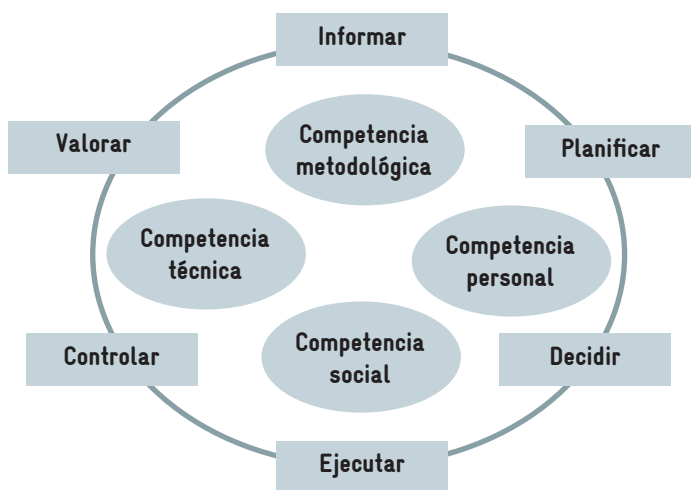 Informar
Valorar
Planificar
Competencia
metodológica
Competencia
técnica
Competencia
personal
Competencia
social
Controlar
Decidir
Ejecutar